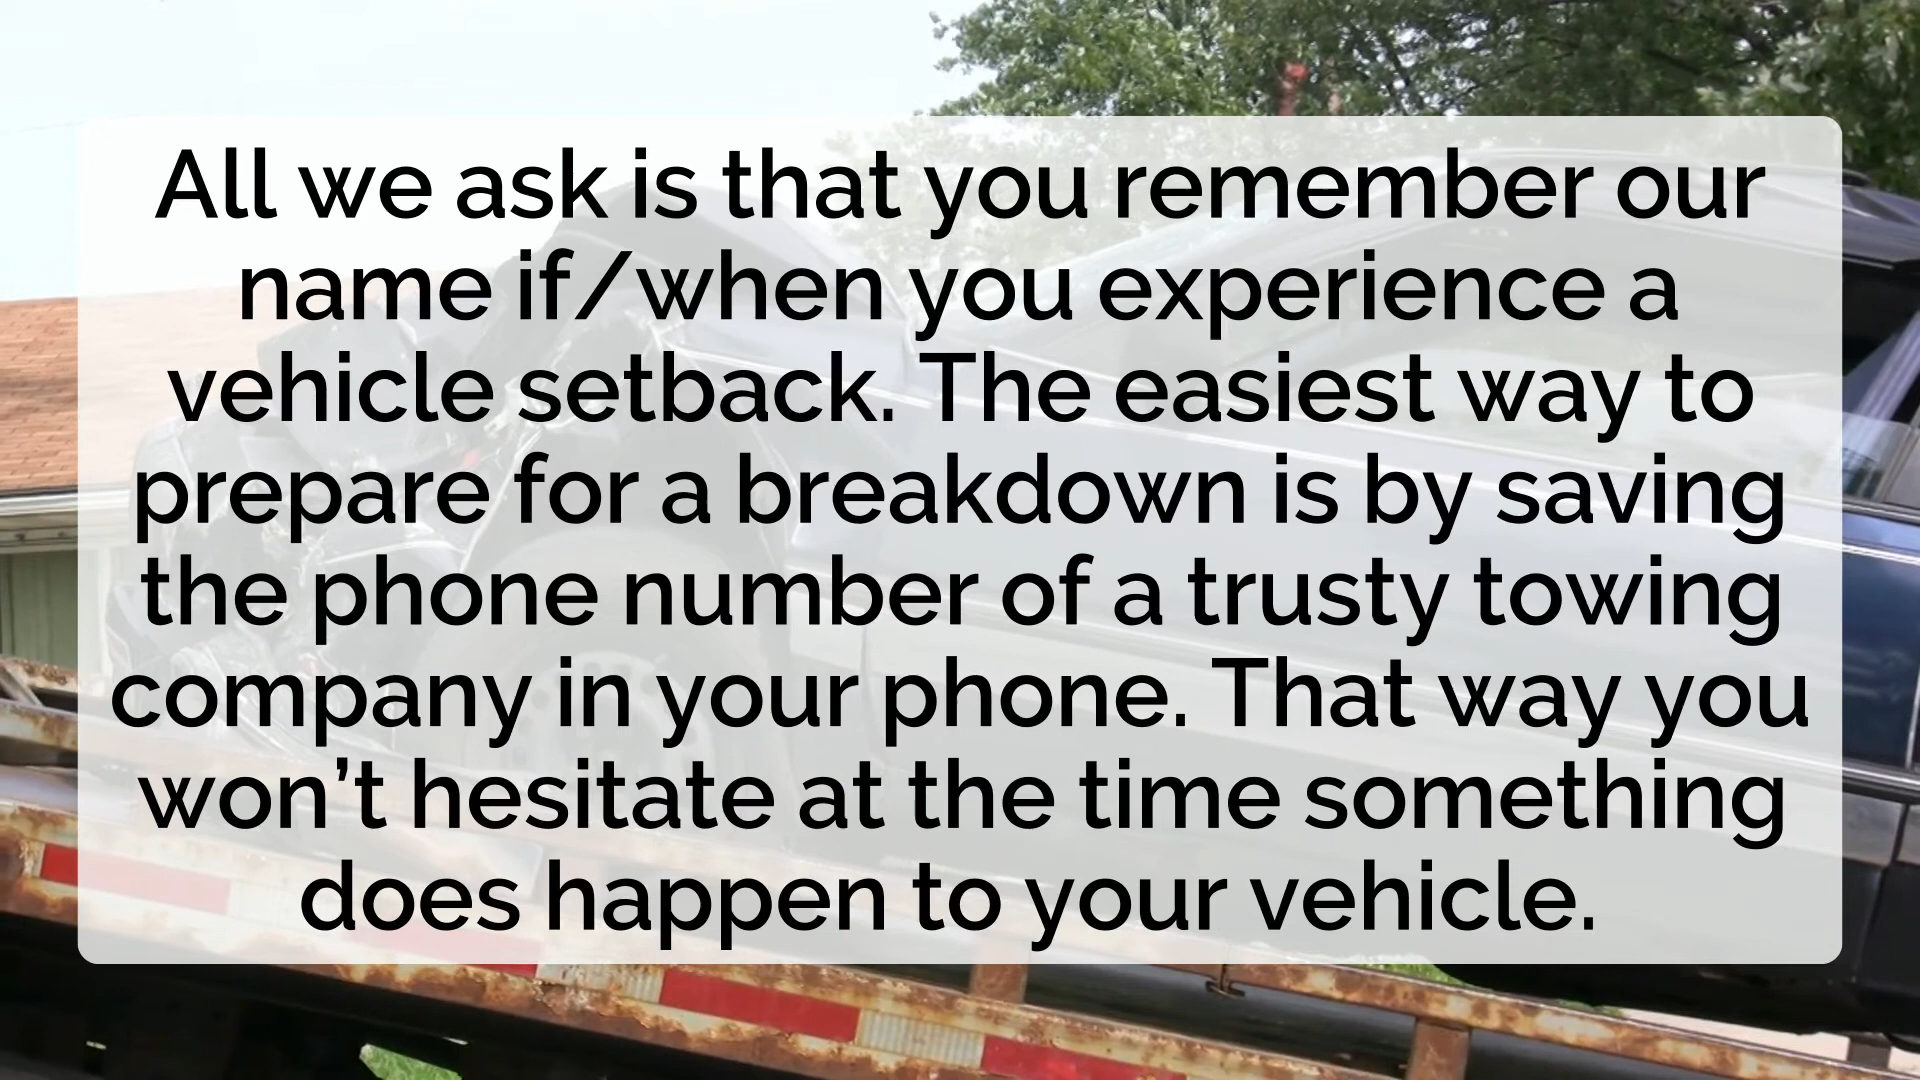 All we ask is that you remember our
name if/when you experience a
vehicle setback. The easiest way to
prepare for a breakdown is by saving
the phone number of a trusty towing
company in your phone. That way you
won’t hesitate at the time something
does happen to your vehicle.